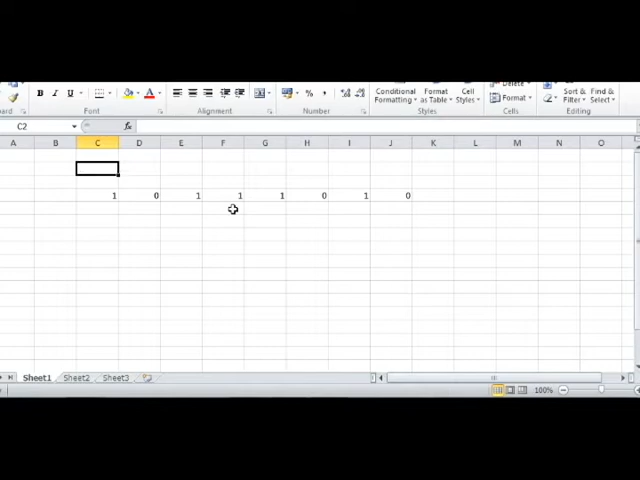 Delete
B I U A % , Conditional Format Cell Sort & Find &
Formatting as Table Styles Format Filter Select
Font Alignment Number Styles Cells Editing
C2 fx
A B C D E F G H I J K L M N O
1 0 1 1 1 0 1 0
Sheet1 Sheet2 Sheet3
100%